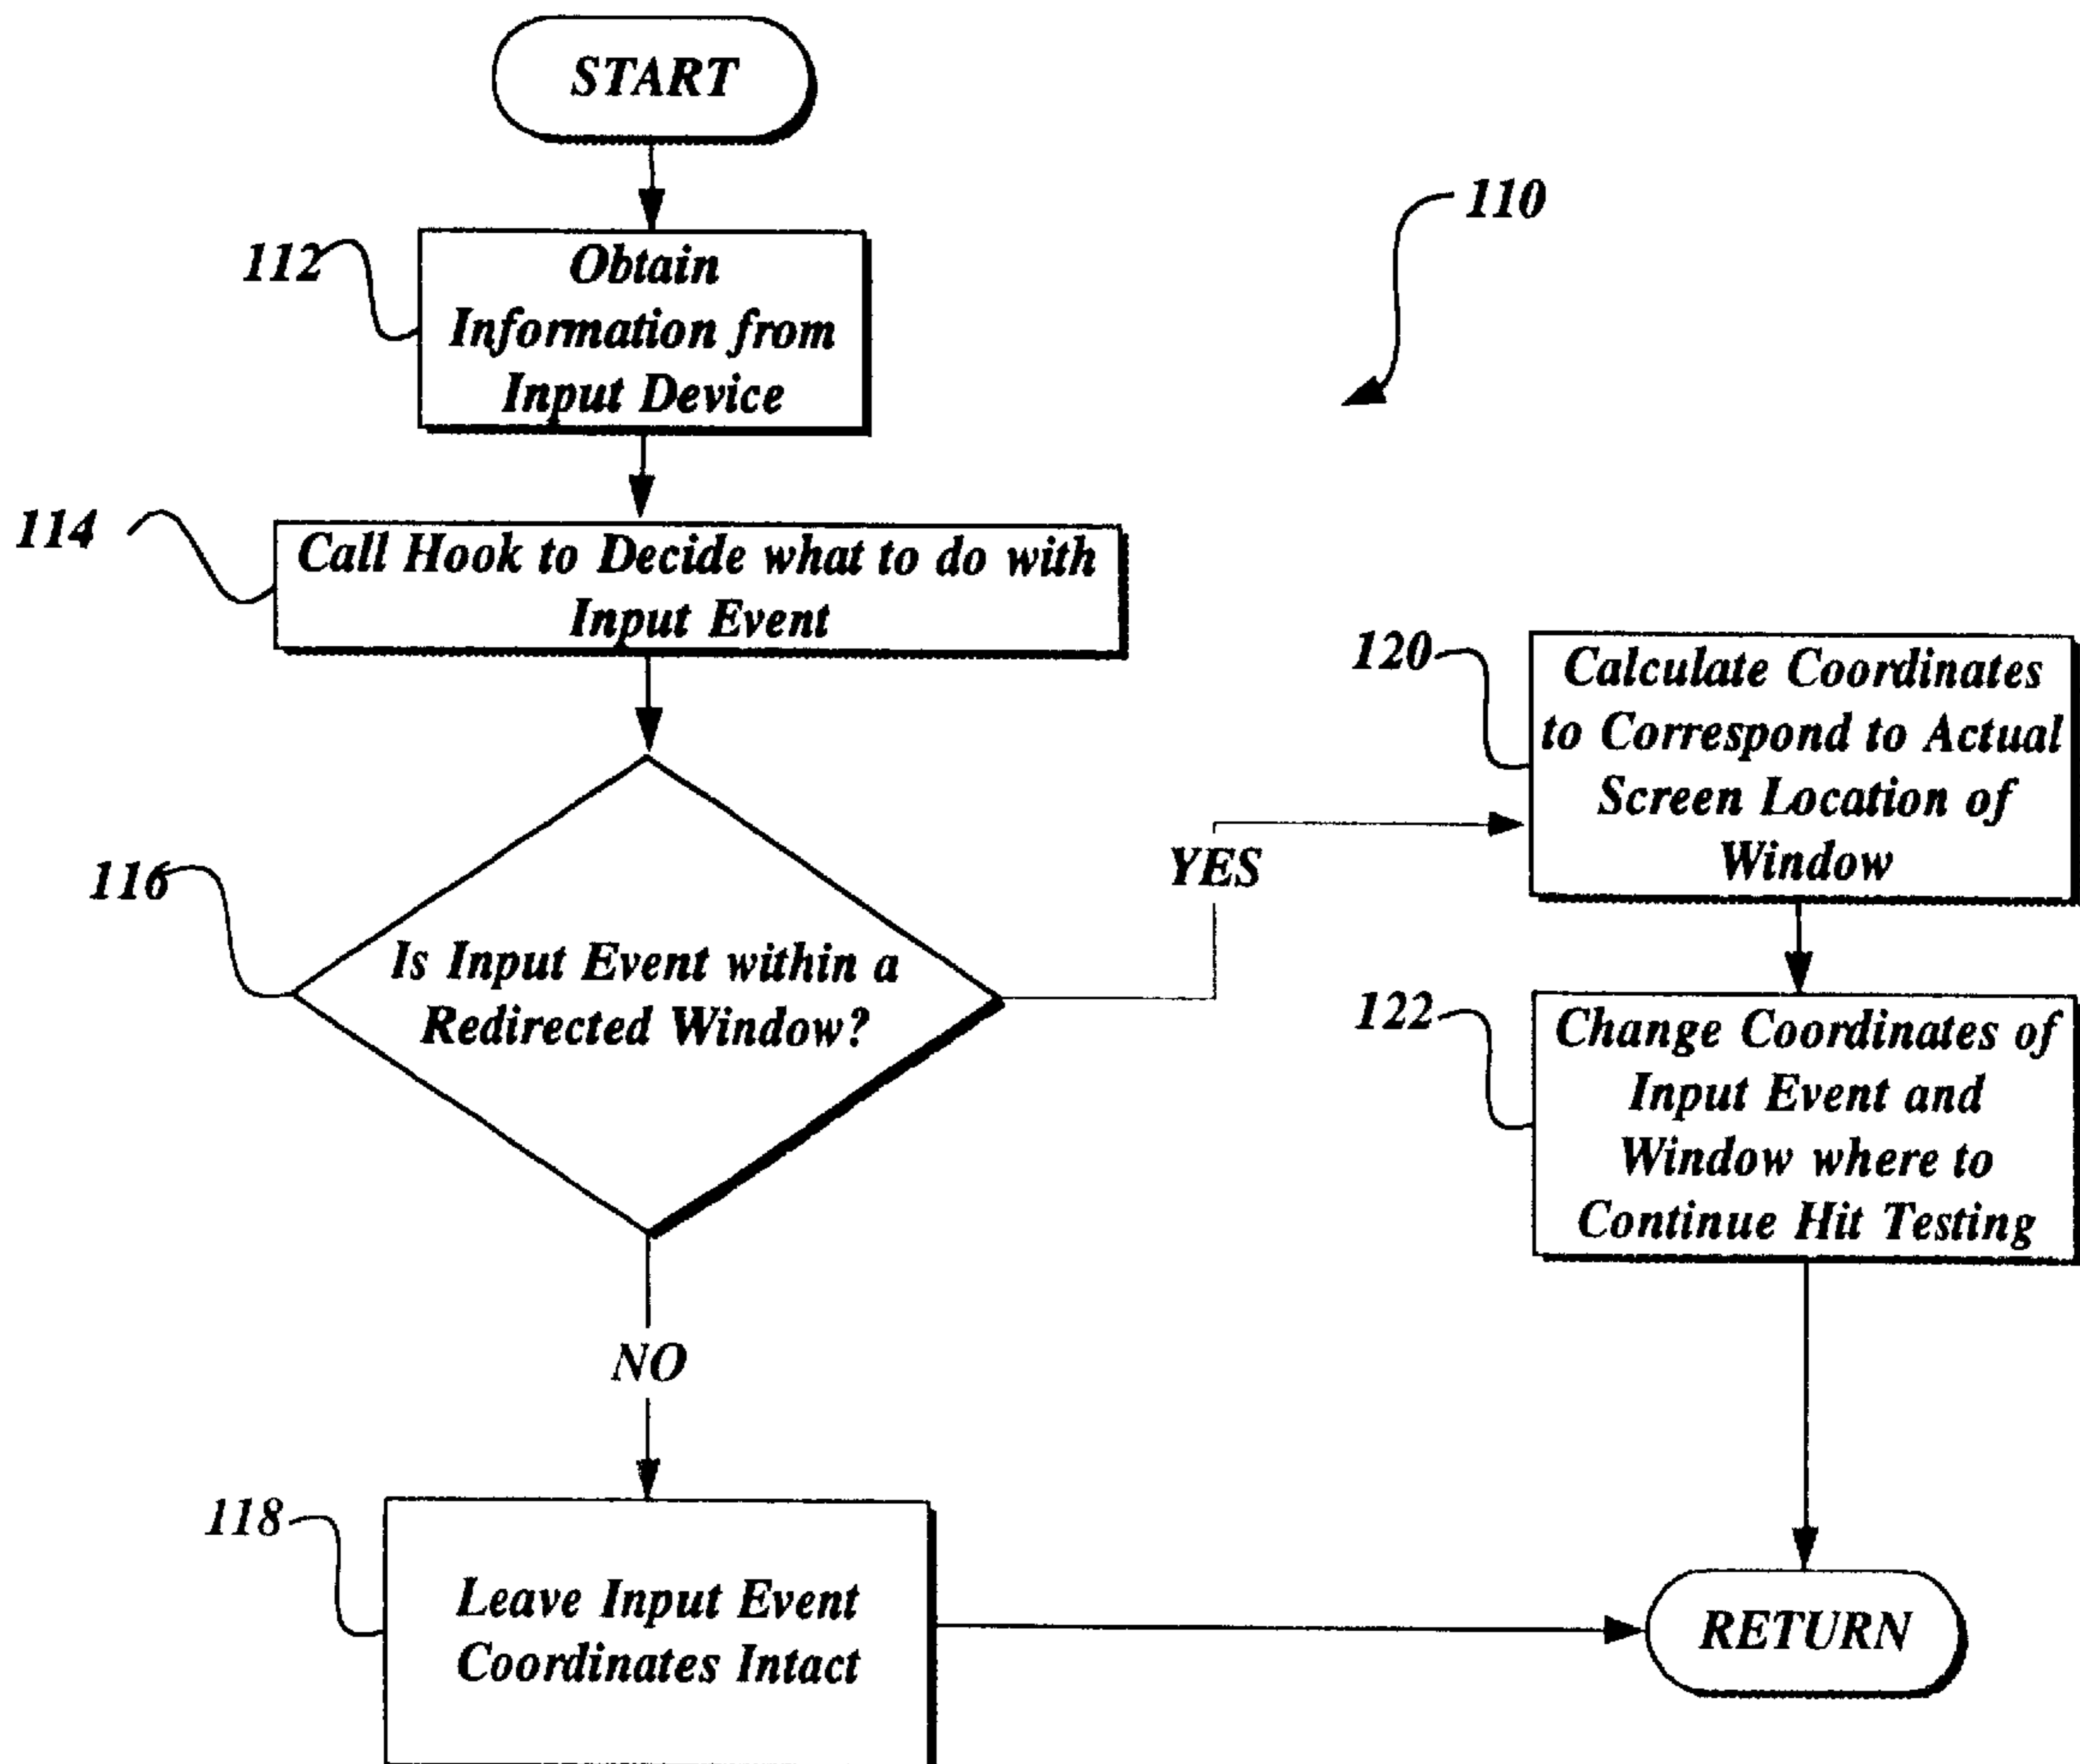 START
110
112
Obtain
Information from
Input Device
114
Call Hook to Decide what to do with
Input Event
116
Is Input Event within a
Redirected Window?
YES
120
Calculate Coordinates
to Correspond to Actual
Screen Location of
Window
122
Change Coordinates of
Input Event and
Window where to
Continue Hit Testing
NO
118
Leave Input Event
Coordinates Intact
RETURN